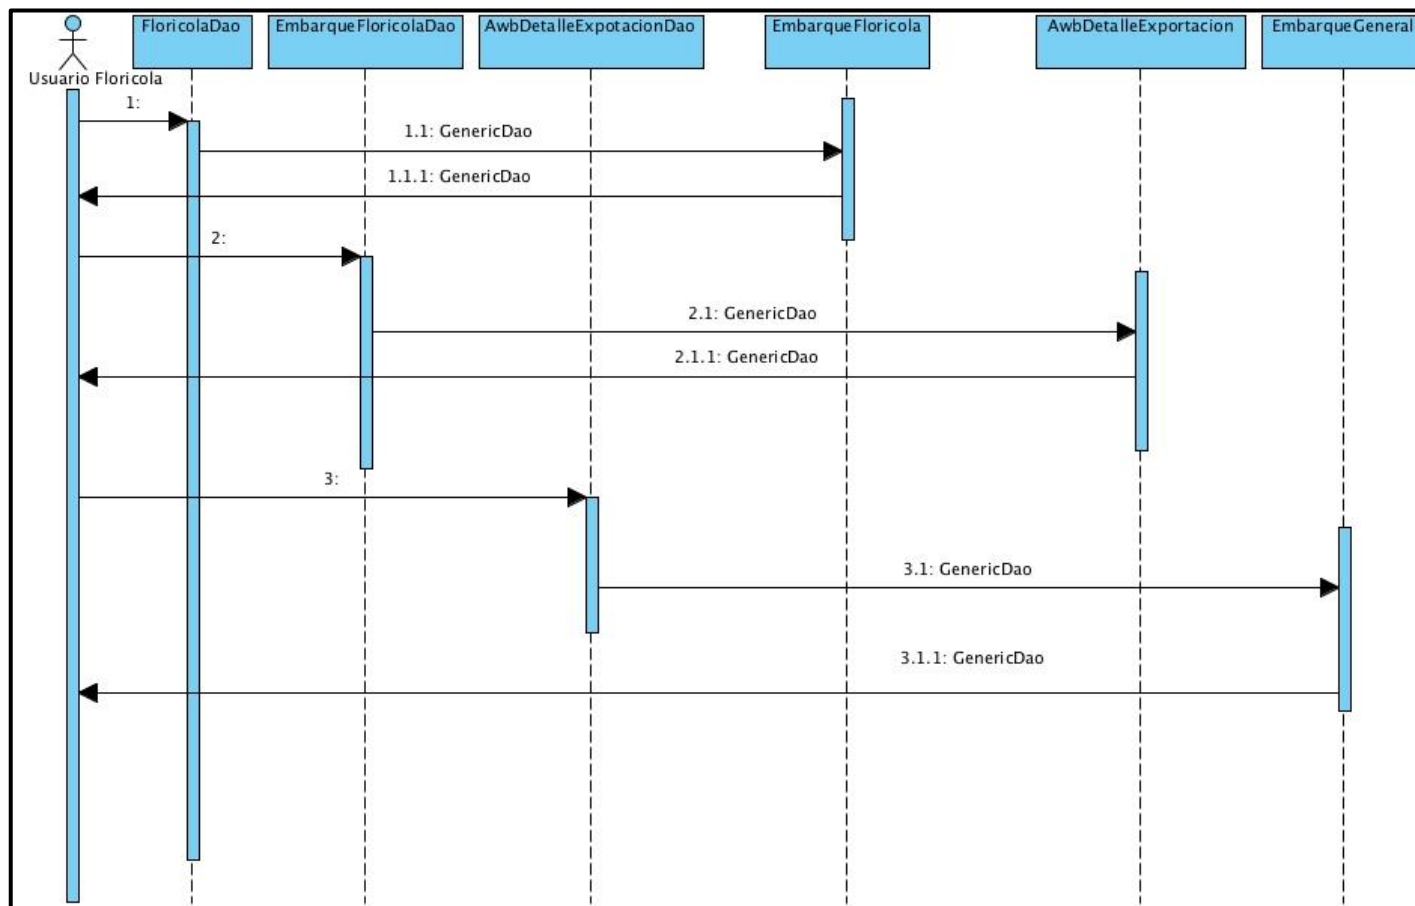 FloricolaDao
EmbarqueFloricolaDao
AwbDetalleExpotacionDao
EmbarqueFloricola
AwbDetalleExportacion
EmbarqueGeneral
Usuario Floricola
1:
1.1: GenericDao
1.1.1: GenericDao
2:
2.1: GenericDao
2.1.1: GenericDao
3:
3.1: GenericDao
3.1.1: GenericDao